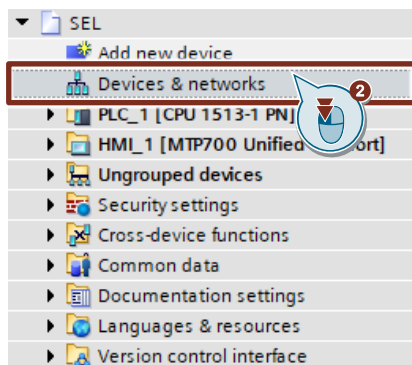 SEL
Add new device
Devices & networks
2
PLC_1 [CPU 1513-1 PN]
HMI_1 [MTP700 Unified ort]
Ungrouped devices
Security settings
Cross-device functions
Common data
Documentation settings
Languages & resources
Version control interface